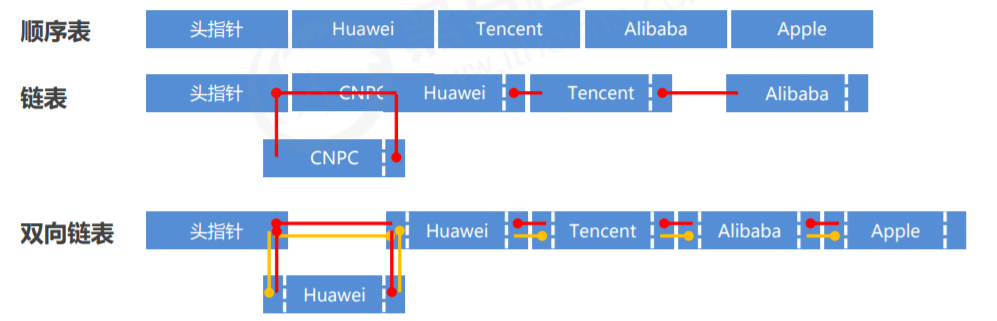 顺序表 头指针 Huawei Tencent Alibaba Apple
链表 头指针 CNPC Huawei Tencent Alibaba
CNPC
双向链表 头指针 Huawei Tencent Alibaba Apple
Huawei